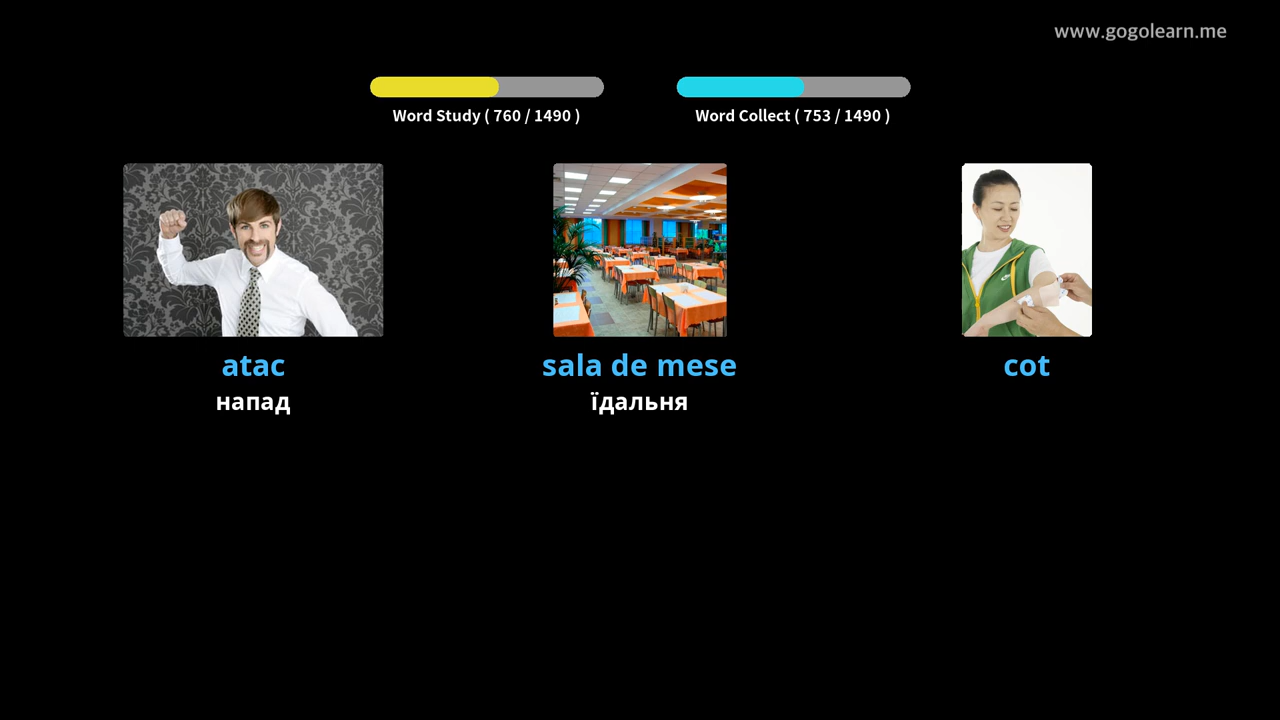 www.gogolearn.me
Word Study ( 760 / 1490 )
Word Collect ( 753 / 1490 )
atac
напад
sala de mese
їдальня
cot